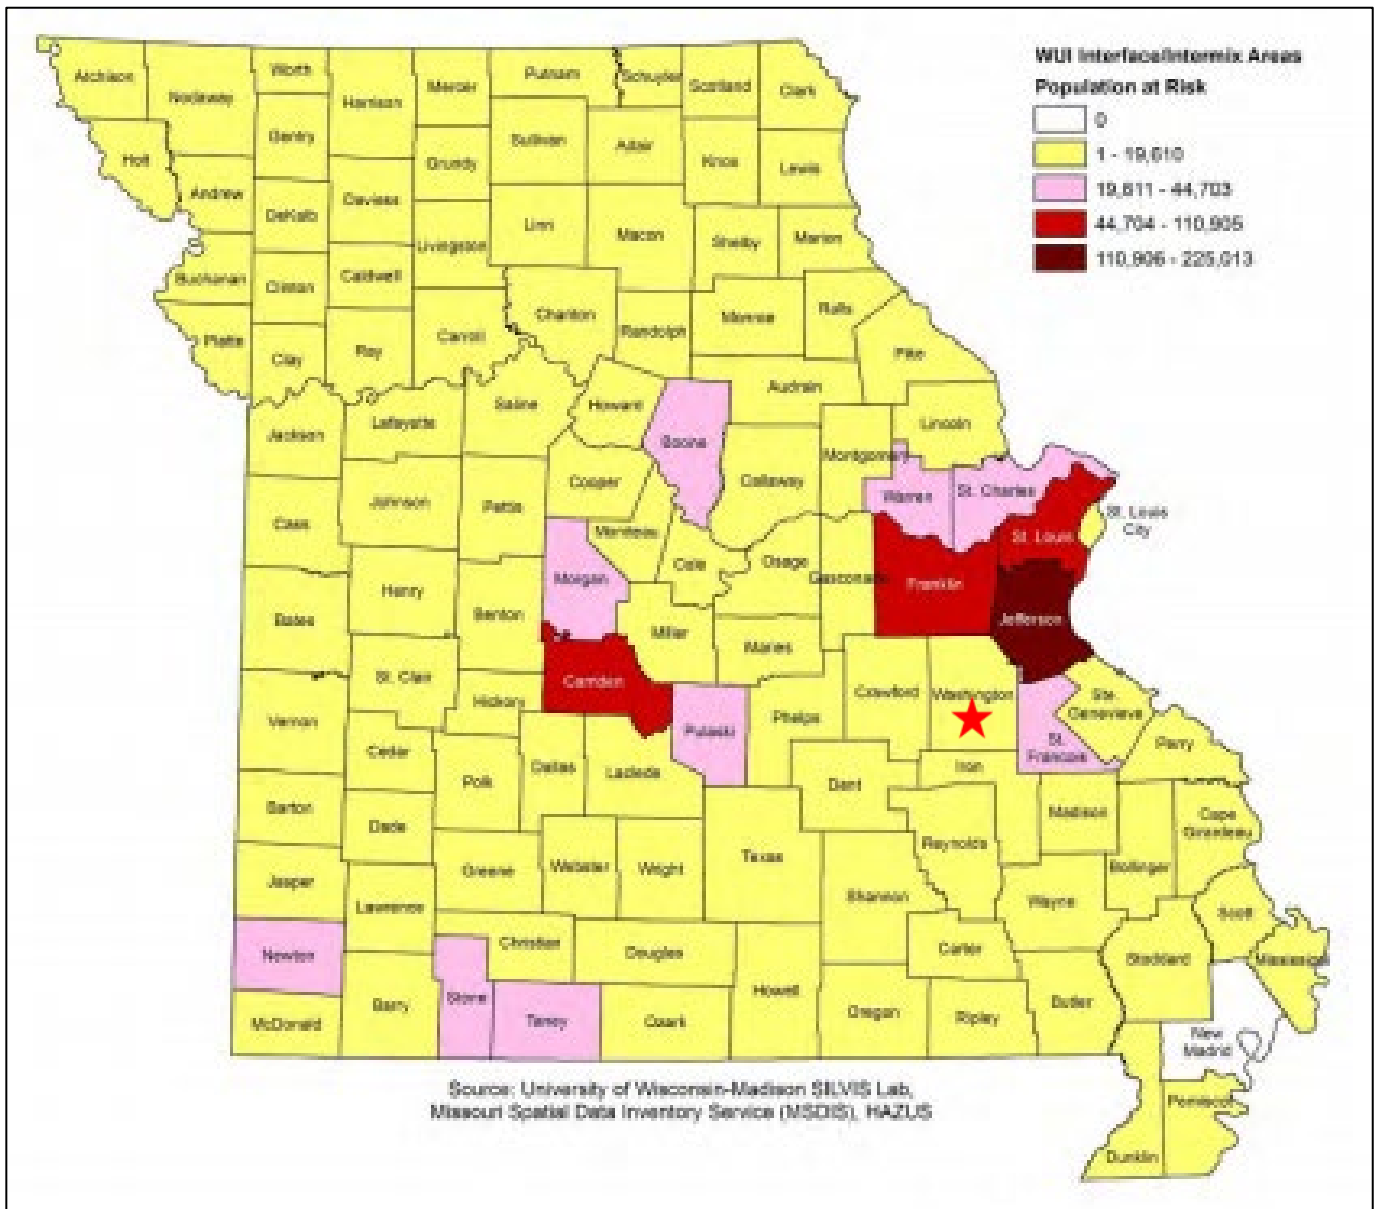 WUI Interface/Intermix Areas
Population at Risk
0
1 - 19,610
19,611 - 44,703
44,704 - 110,905
110,906 - 225,013
Atchison
Nodaway
Worth
Harrison
Mercer
Putnam
Schuyler
Scotland
Clark
Holt
Gentry
Sullivan
Adair
Knox
Lewis
Grundy
Andrew
DeKalb
Daviess
Linn
Macon
Shelby
Marion
Livingston
Buchanan
Clinton
Caldwell
Chariton
Randolph
Monroe
Ralls
Platte
Clay
Ray
Carroll
Pike
Audrain
Saline
Howard
Boone
Lincoln
Jackson
Lafayette
Montgomery
Cooper
Callaway
Warren
St. Charles
Johnson
Pettis
St. Louis
City
Cass
Moniteau
St. Louis
Cole
Osage
Gasconade
Morgan
Franklin
Henry
Benton
Bates
Miller
Maries
Jefferson
St. Clair
Camden
Crawford
Washington
Ste.
Genevieve
Hickory
Vernon
Pulaski
Phelps
St.
Francois
Perry
Cedar
Dallas
Laclede
Iron
Polk
Dent
Barton
Madison
Cape
Girardeau
Dade
Reynolds
Texas
Greene
Webster
Wright
Bollinger
Jasper
Shannon
Wayne
Lawrence
Scott
Christian
Douglas
Carter
Newton
Stoddard
Mississippi
Stone
Howell
Barry
Butler
McDonald
Taney
Ozark
Oregon
Ripley
New
Madrid
Pemiscot
Dunklin
Source: University of Wisconsin-Madison SILVIS Lab,
Missouri Spatial Data Inventory Service (MSDIS), HAZUS